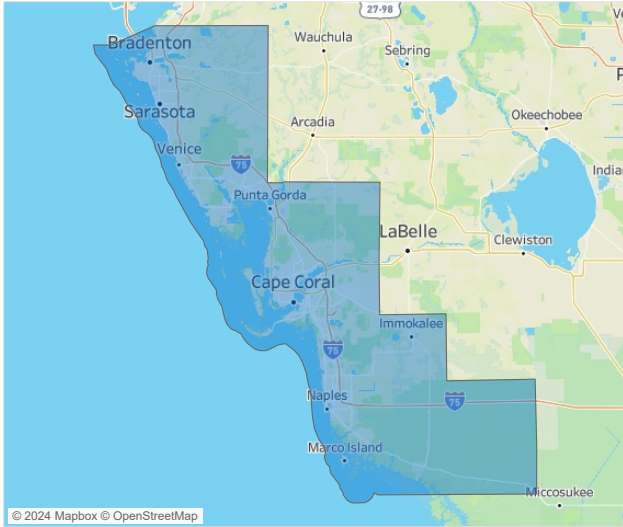 27-98
Bradenton
Wauchula
Sebring
Sarasota
Arcadia
Okeechobee
Venice
75
Punta Gorda
LaBelle
Clewiston
Cape Coral
Immokalee
75
Naples
75
Marco Island
Miccosukee
© 2024 Mapbox © OpenStreetMap